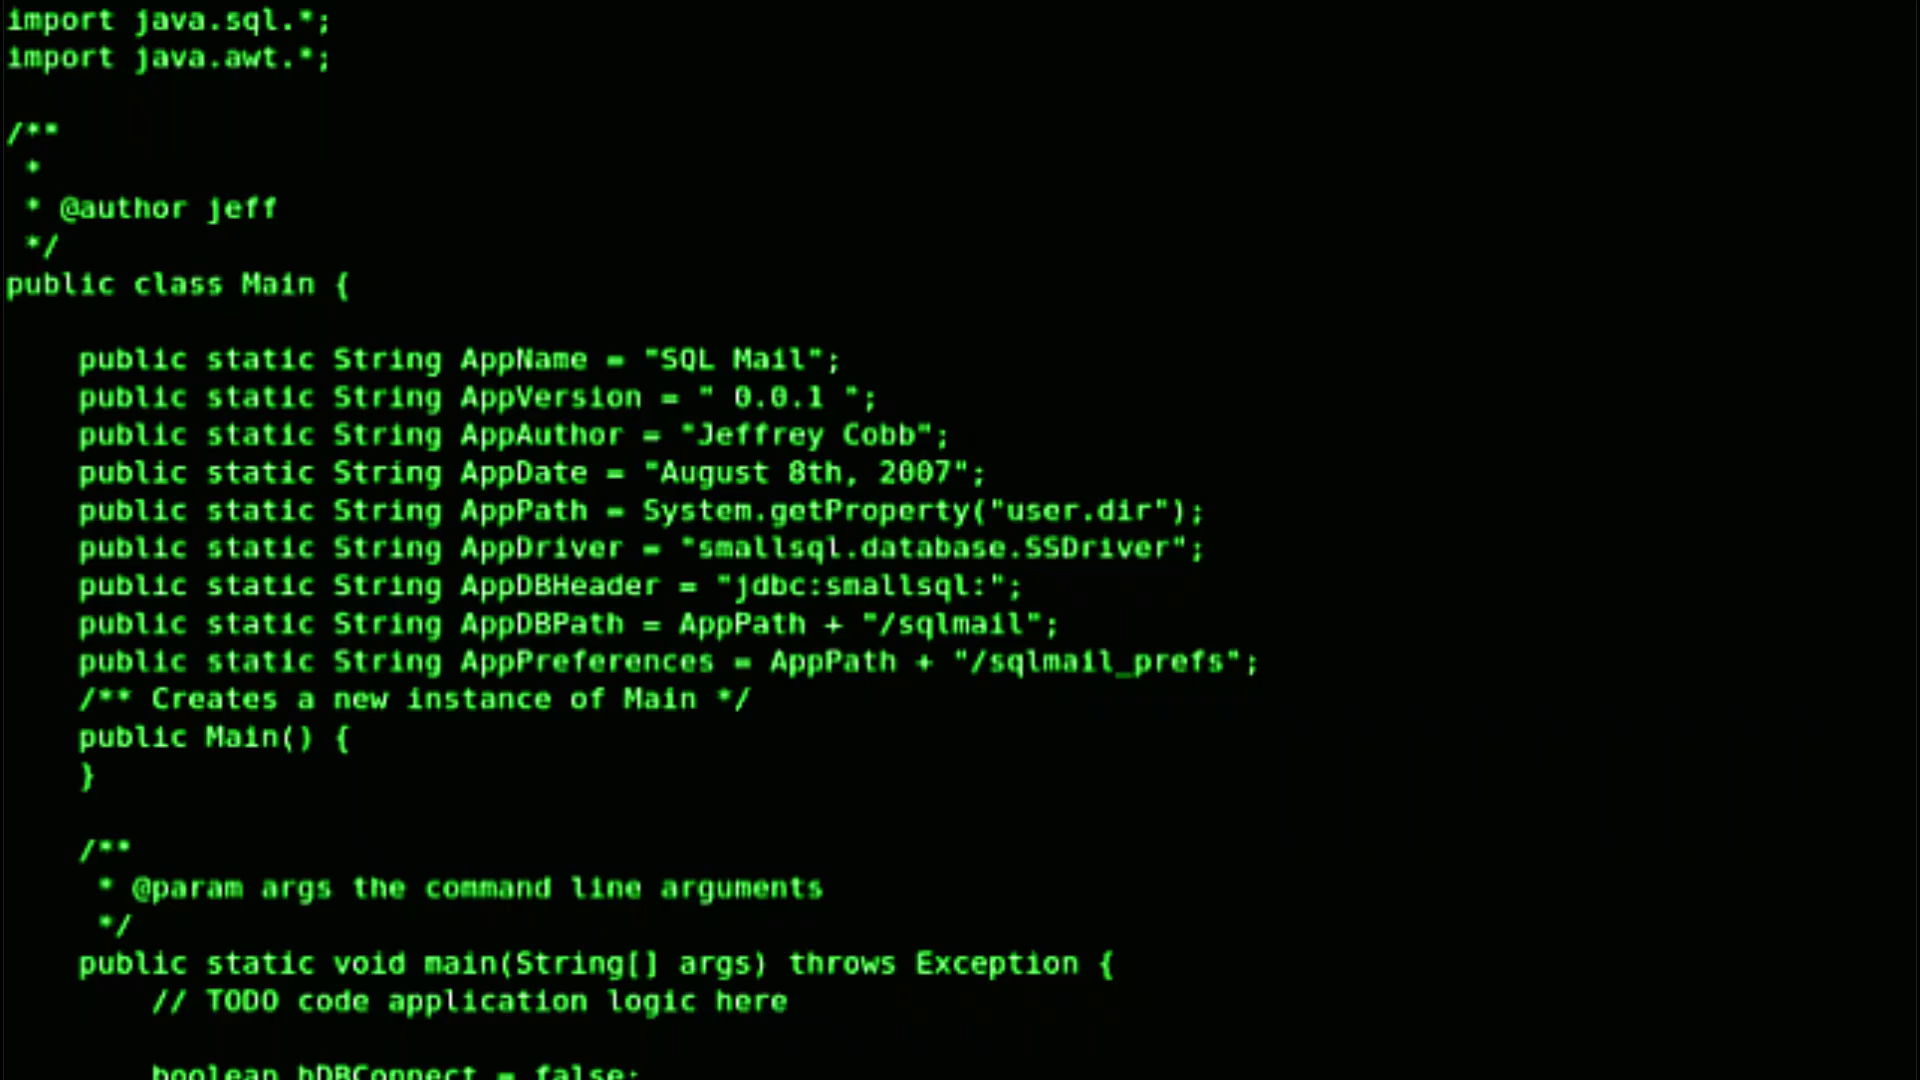 import java.sql.*;
import java.awt.*;
/**
 *
 * @author jeff
 */
public class Main {
    public static String AppName = "SQL Mail";
    public static String AppVersion = " 0.0.1 ";
    public static String AppAuthor = "Jeffrey Cobb";
    public static String AppDate = "August 8th, 2007";
    public static String AppPath = System.getProperty("user.dir");
    public static String AppDriver = "smallsql.database.SSDriver";
    public static String AppDBHeader = "jdbc:smallsql:";
    public static String AppDBPath = AppPath + "/sqlmail";
    public static String AppPreferences = AppPath + "/sqlmail_prefs";
    /** Creates a new instance of Main */
    public Main() {
    }
    /**
     * @param args the command line arguments
     */
    public static void main(String[] args) throws Exception {
        // TODO code application logic here
        boolean bDBConnect = false;